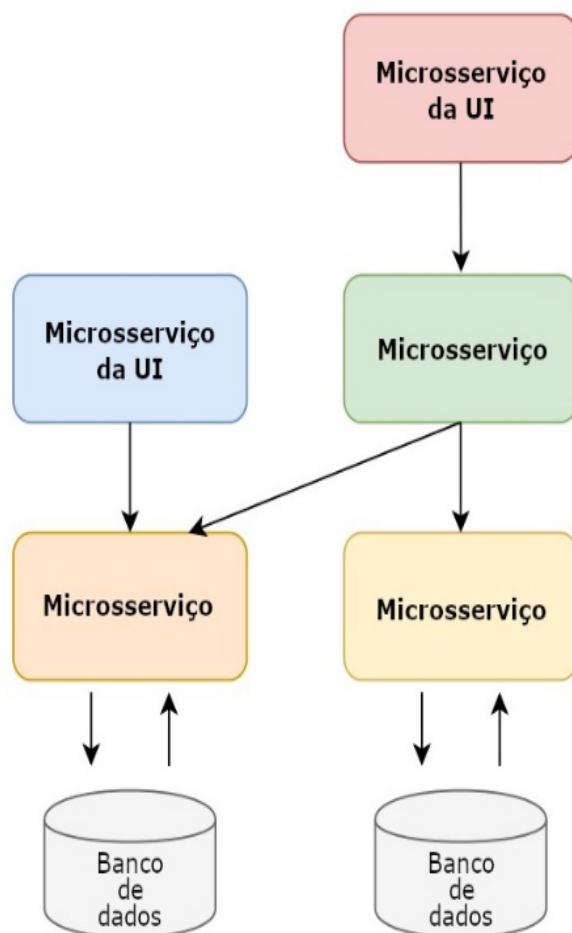 Microsserviço
da UI
Microsserviço
da UI
Microsserviço
Microsserviço
Microsserviço
Banco
de
dados
Banco
de
dados